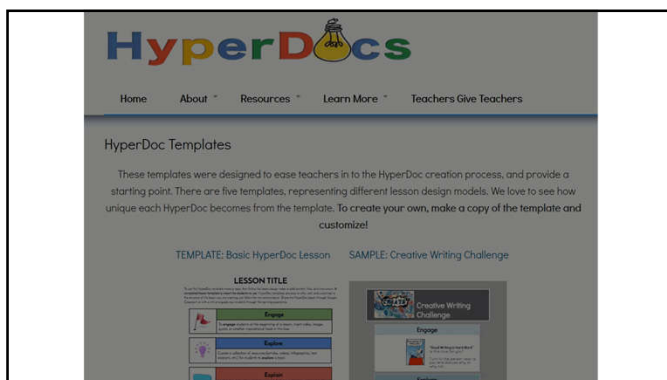 HyperDocs
Home About Resources Learn More Teachers Give Teachers
HyperDoc Templates
These templates were designed to ease teachers in to the HyperDoc creation process, and provide a
starting point. There are five templates, representing different lesson design models. We love to see how
unique each HyperDoc becomes from the template. To create your own, make a copy of the template and
customize!
TEMPLATE: Basic HyperDoc Lesson SAMPLE: Creative Writing Challenge
LESSON TITLE
Engage
Explore
Explain
Creative Writing
Challenge
Engage
Explore